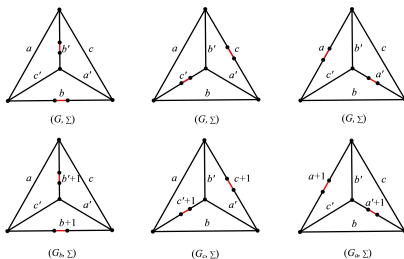 a b' c
c' a'
b
(G, ∑)
a b' c
c' a'
b
(G, ∑)
a b' c
c' a'
b
(G, ∑)
a b'+1 c
c' a'
b+1
(G_b, ∑)
a b' c+1
c'+1 a'
b
(G_c, ∑)
a+1 b' c
c' a'+1
b
(G_a, ∑)